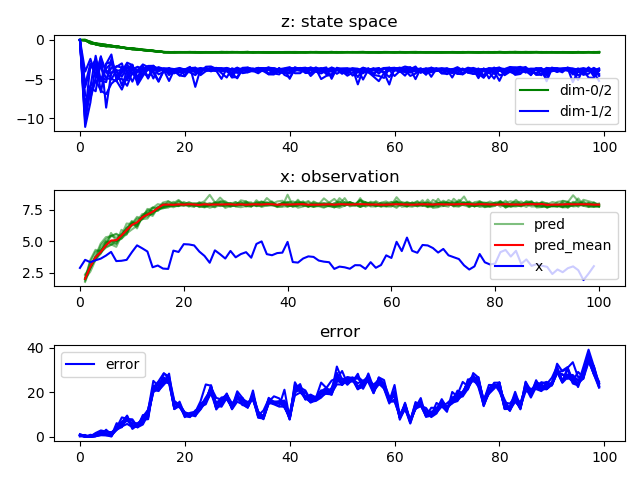 z: state space
0
−5
−10
dim-0/2
dim-1/2
0 20 40 60 80 100
x: observation
7.5
5.0
2.5
pred
pred_mean
x
0 20 40 60 80 100
error
40
20
0
error
0 20 40 60 80 100